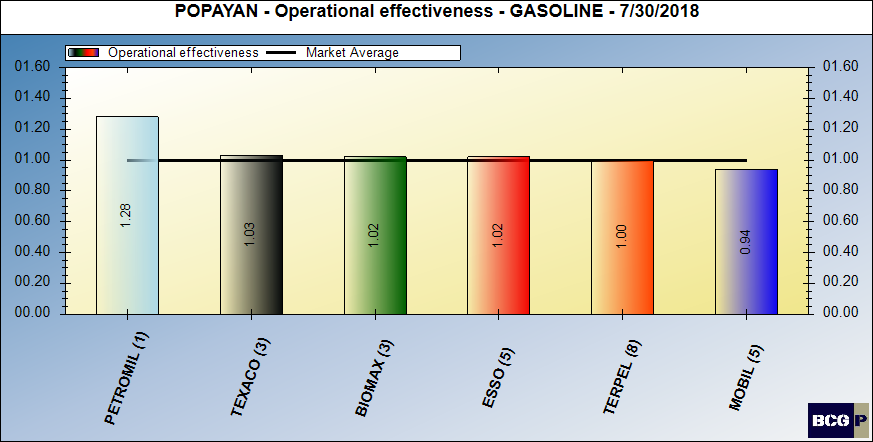 POPAYAN - Operational effectiveness - GASOLINE - 7/30/2018
Operational effectiveness Market Average
01.60 01.60
01.40 01.40
01.20 01.20
01.00 01.00
00.80 00.80
00.60 00.60
00.40 00.40
00.20 00.20
00.00 00.00
1.28 1.03 1.02 1.02 1.00 0.94
PETROMIL (1) TEXACO (3) BIOMAX (3) ESSO (5) TERPEL (8) MOBIL (5)
BCG P